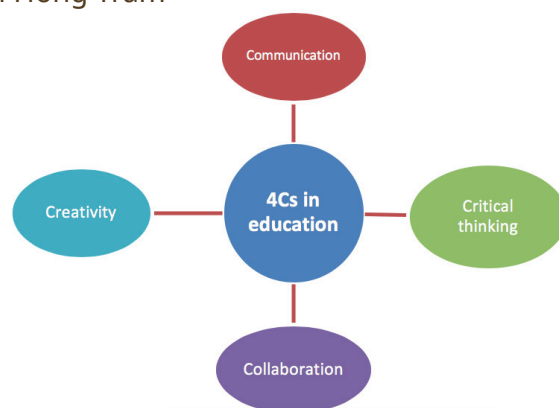 Communication
Creativity
4Cs in
education
Critical
thinking
Collaboration